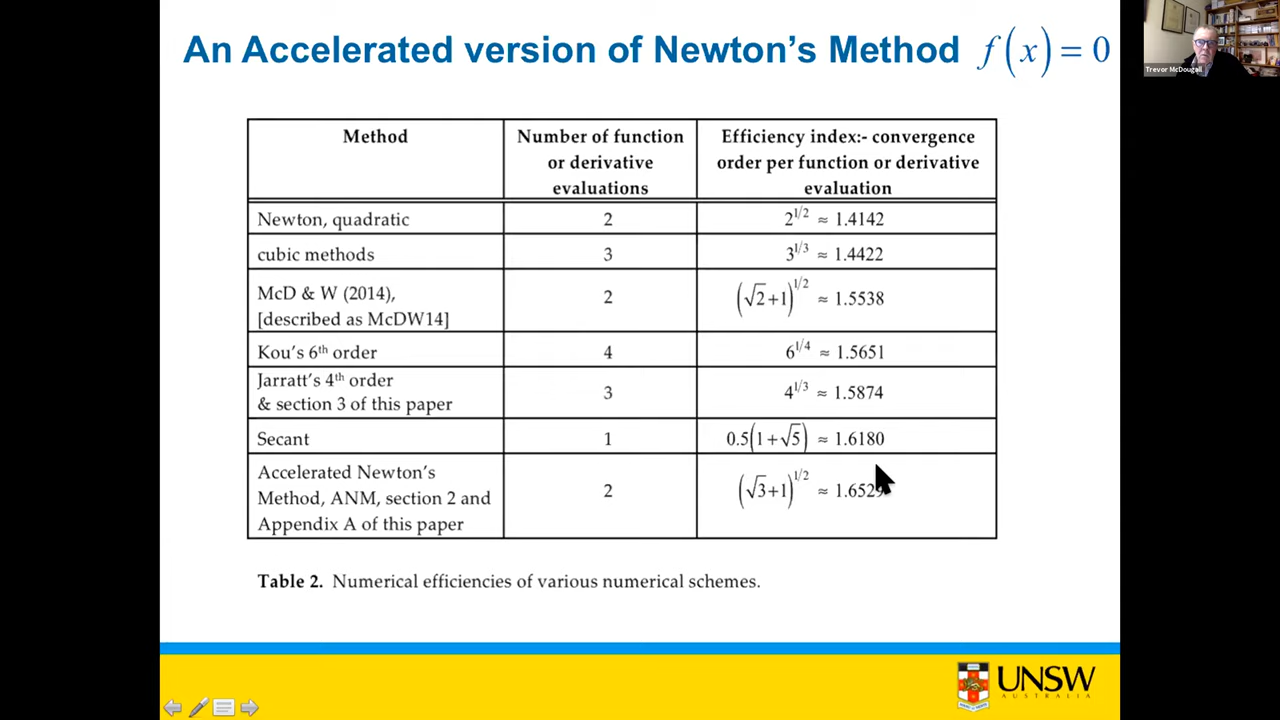 An Accelerated version of Newton's Method f(x) = 0
Trevor McDougall
Method
Number of function
or derivative
evaluations
Efficiency index:- convergence
order per function or derivative
evaluation
Newton, quadratic
2
2^1/2 ≈ 1.4142
cubic methods
3
3^1/3 ≈ 1.4422
McD & W (2014),
[described as McDW14]
2
(√2+1)^1/2 ≈ 1.5538
Kou's 6th order
4
6^1/4 ≈ 1.5651
Jarratt's 4th order
& section 3 of this paper
3
4^1/3 ≈ 1.5874
Secant
1
0.5(1+√5) ≈ 1.6180
Accelerated Newton's
Method, ANM, section 2 and
Appendix A of this paper
2
(√3+1)^1/2 ≈ 1.6529
Table 2. Numerical efficiencies of various numerical schemes.
UNSW
AUSTRALIA